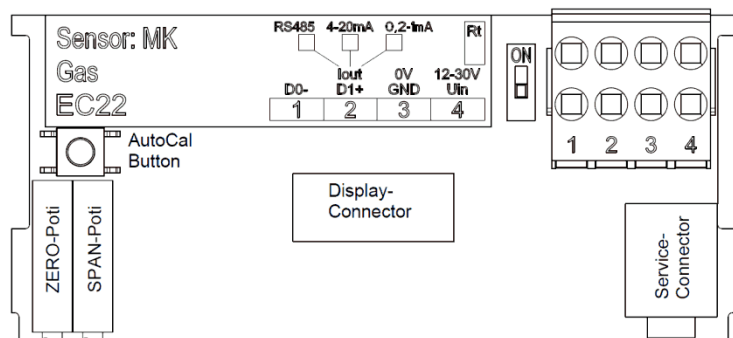 Sensor: MK
Gas
EC22
RS485 4-20mA 0,2-1mA Rt
Iout 0V 12-30V
D0- D1+ GND Uin
1 2 3 4
ON
1 2 3 4
AutoCal
Button
Display-
Connector
ZERO-Poti
SPAN-Poti
Service-
Connector